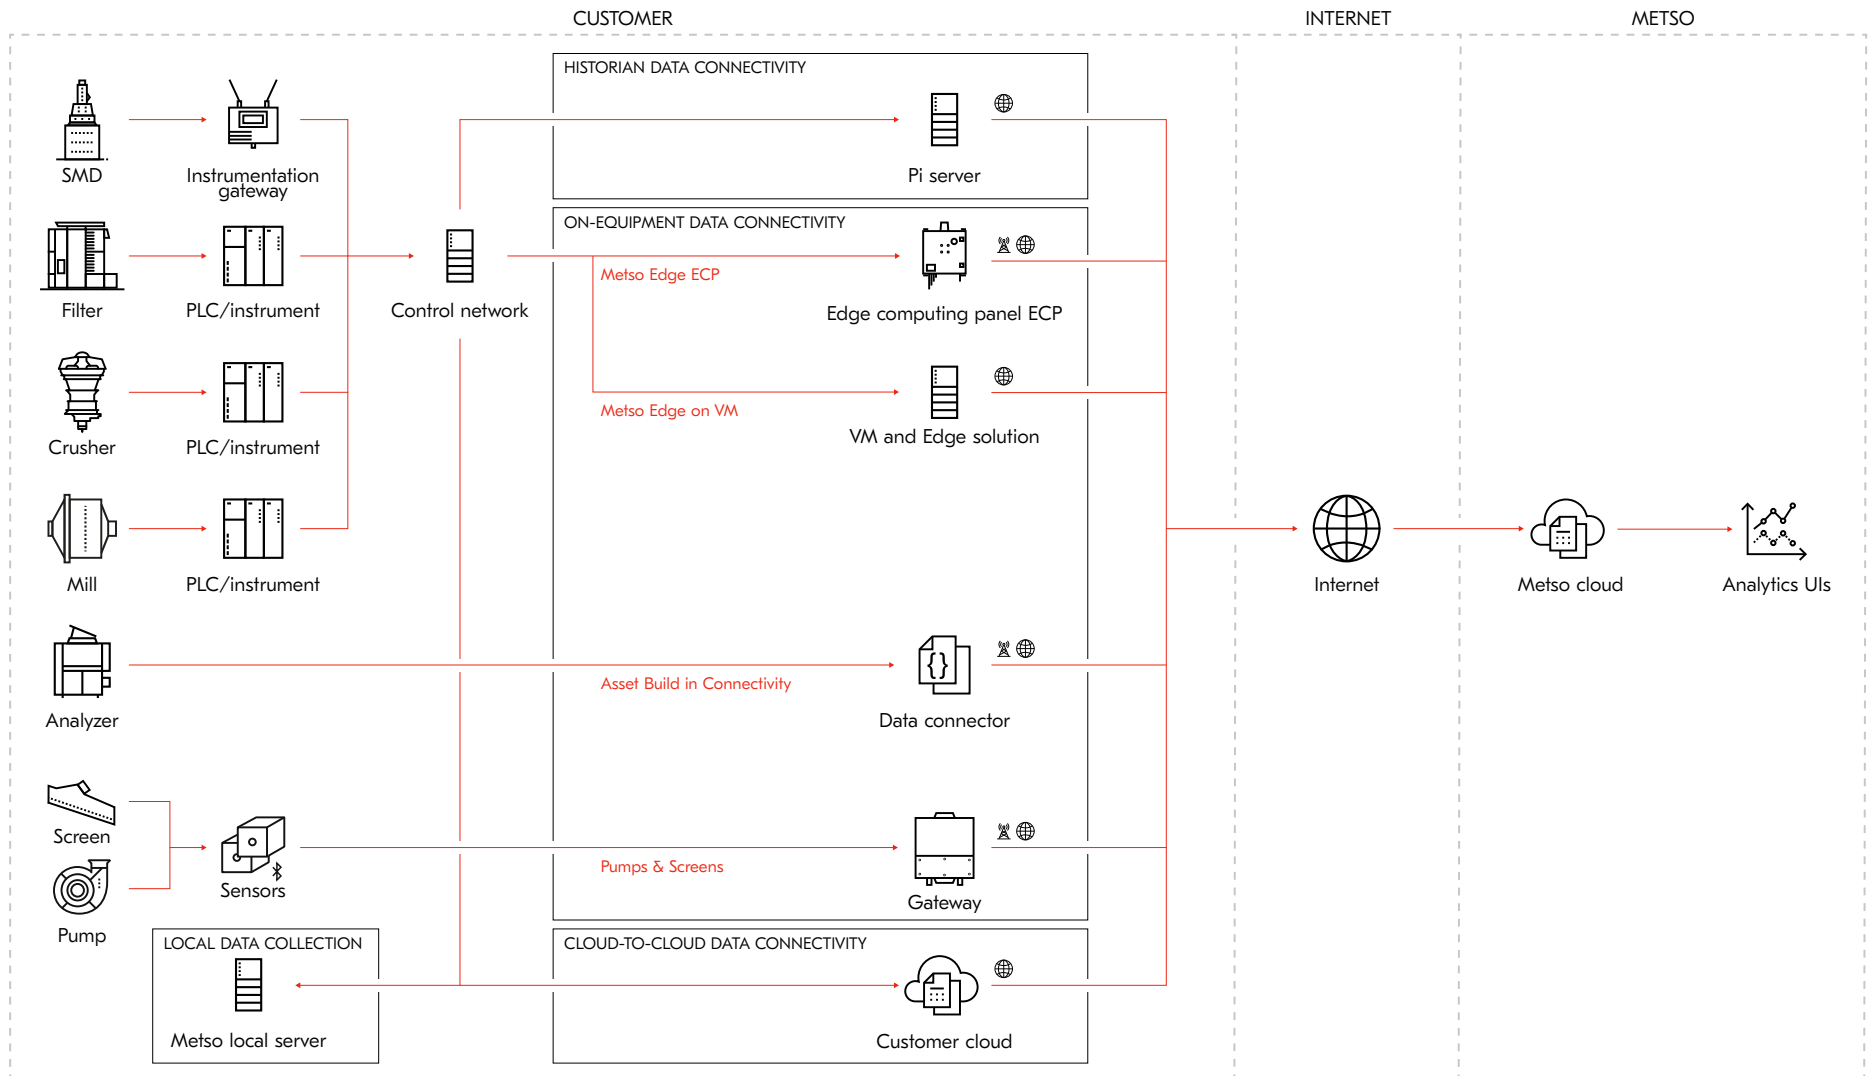 CUSTOMER
INTERNET
METSO
HISTORIAN DATA CONNECTIVITY
SMD
Instrumentation
gateway
Pi server
ON-EQUIPMENT DATA CONNECTIVITY
Metso Edge ECP
Filter
PLC/instrument
Control network
Edge computing panel ECP
Metso Edge on VM
Crusher
PLC/instrument
VM and Edge solution
Mill
PLC/instrument
Internet
Metso cloud
Analytics UIs
Asset Build in Connectivity
Analyzer
Data connector
Screen
Pumps & Screens
Sensors
Gateway
Pump
LOCAL DATA COLLECTION
CLOUD-TO-CLOUD DATA CONNECTIVITY
Metso local server
Customer cloud